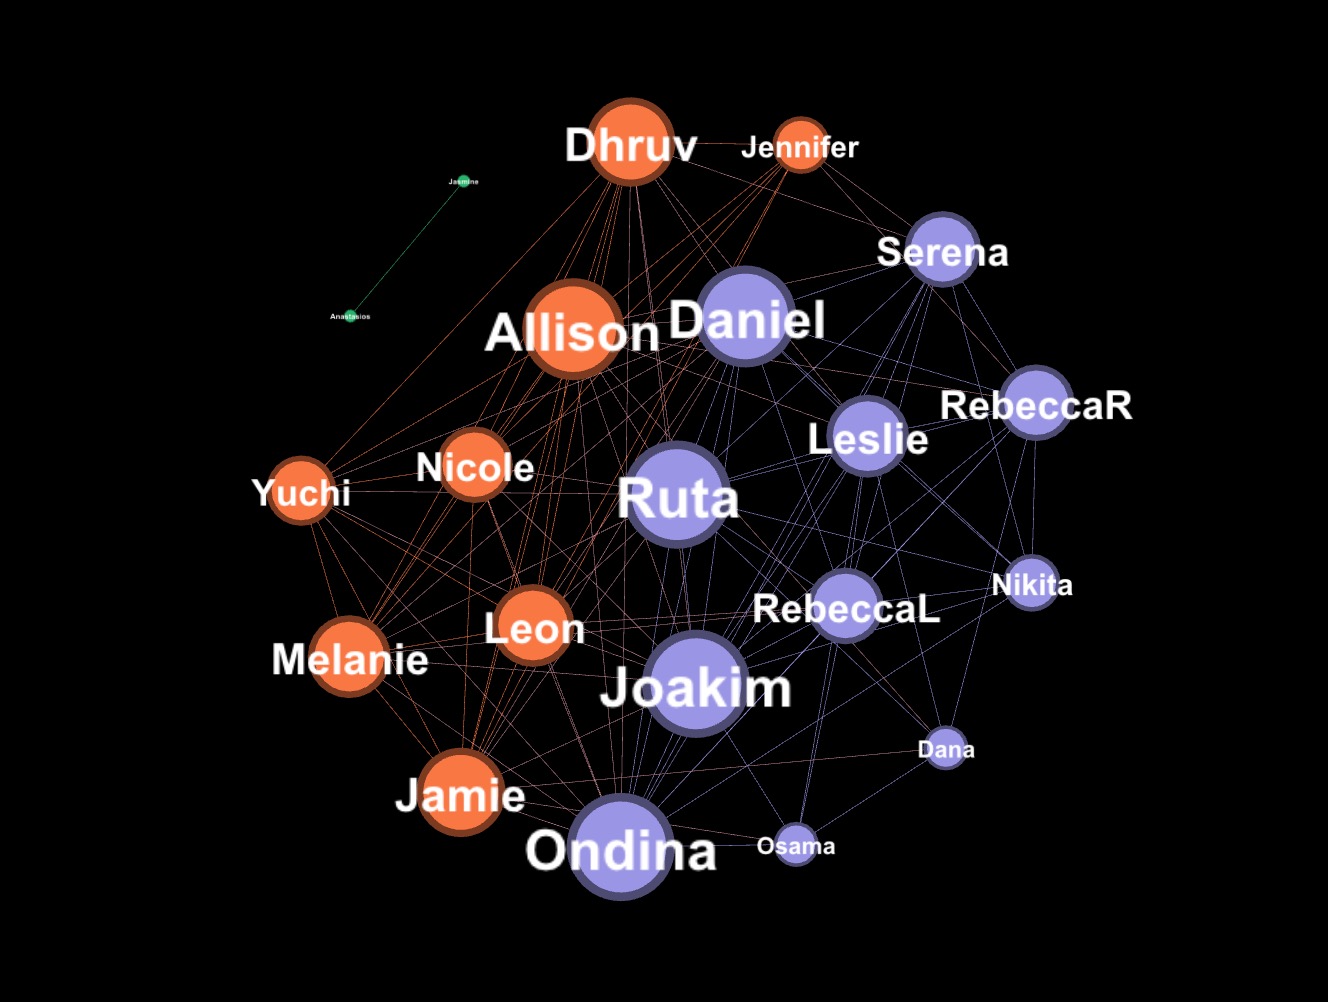 Dhruv
Jennifer
Jasmine
Serena
Anastasios
Allison
Daniel
RebeccaR
Leslie
Nicole
Yuchi
Ruta
Nikita
RebeccaL
Leon
Melanie
Joakim
Dana
Jamie
Osama
Ondina